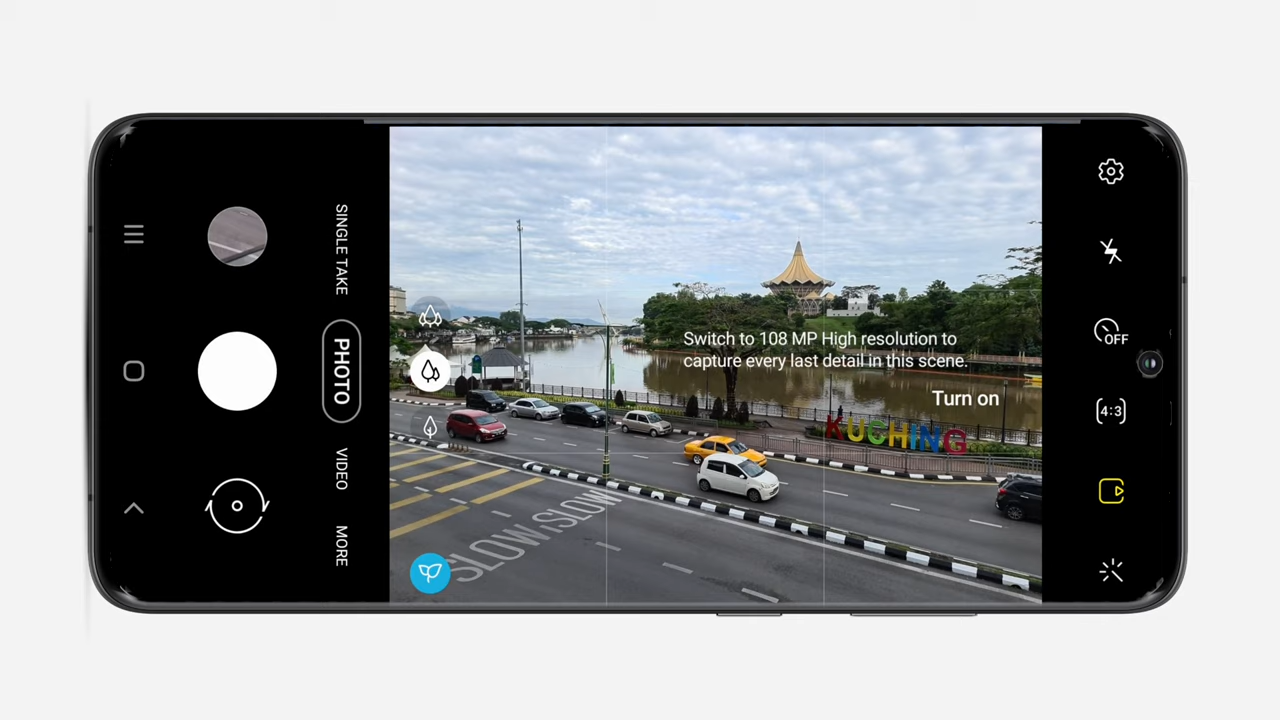 SINGLE TAKE
PHOTO
VIDEO
MORE
Switch to 108 MP High resolution to
capture every last detail in this scene.
Turn on
KUCHING
SLOW SLOW
OFF
4:3